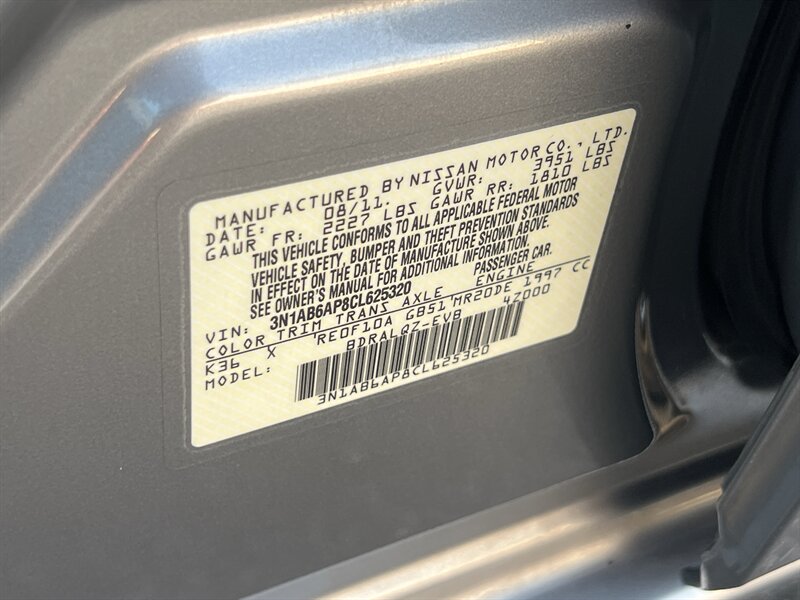 MANUFACTURED BY NISSAN MOTOR CO., LTD.
DATE: 08/11. GVWR: 3951 LBS
GAWR FR: 2227 LBS GAWR RR: 1810 LBS
THIS VEHICLE CONFORMS TO ALL APPLICABLE FEDERAL MOTOR
VEHICLE SAFETY, BUMPER AND THEFT PREVENTION STANDARDS
IN EFFECT ON THE DATE OF MANUFACTURE SHOWN ABOVE.
SEE OWNER'S MANUAL FOR ADDITIONAL INFORMATION.
VIN: 3N1AB6AP8CL625320 PASSENGER CAR.
COLOR TRIM TRANS AXLE ENGINE
K36 X RE0F10A GB51 MR20DE 1997 CC
MODEL: BDRALQZ-EVB 4Z000
3N1AB6AP8CL625320